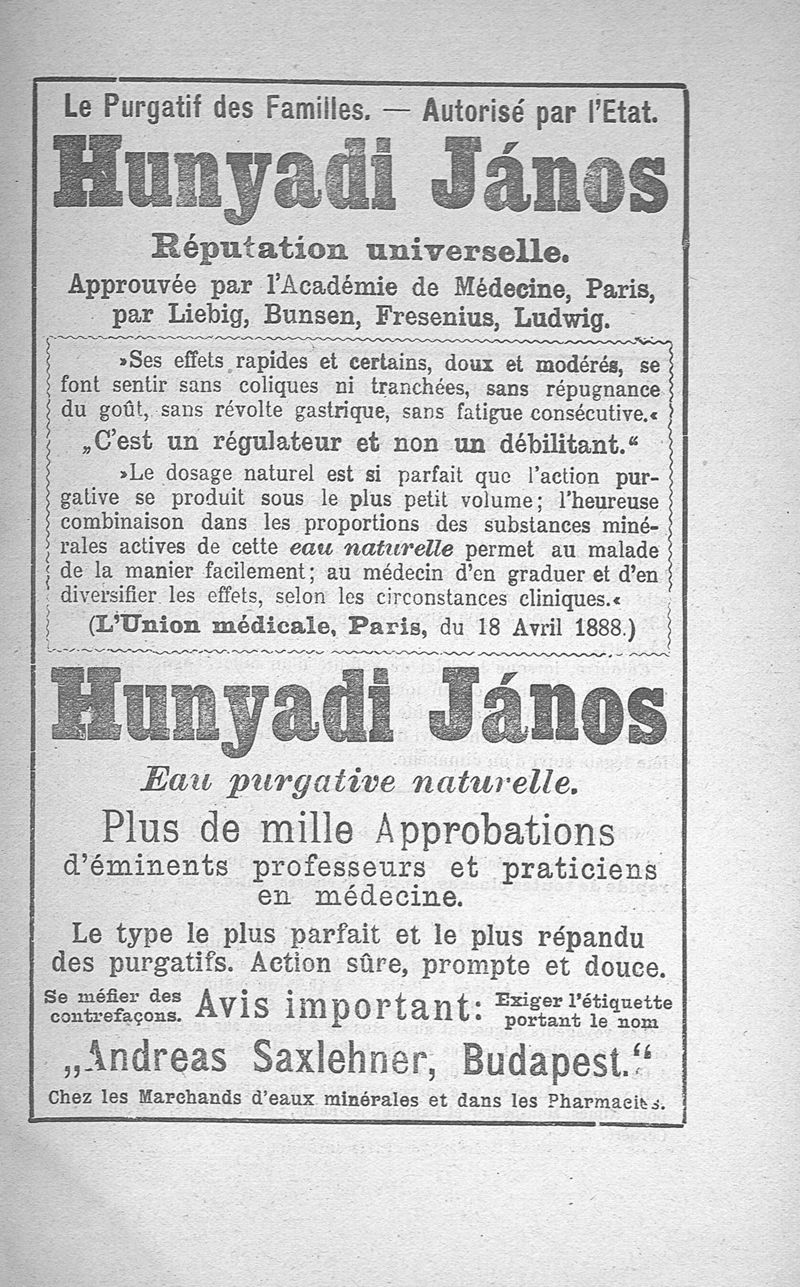 Le Purgatif des Familles. — Autorisé par l'Etat.
Hunyadi János
Réputation universelle.
Approuvée par l'Académie de Médecine, Paris,
par Liebig, Bunsen, Fresenius, Ludwig.
»Ses effets rapides et certains, doux et modérés, se
font sentir sans coliques ni tranchées, sans répugnance
du goût, sans révolte gastrique, sans fatigue consécutive.«
„C'est un régulateur et non un débilitant.“
»Le dosage naturel est si parfait que l'action pur-
gative se produit sous le plus petit volume; l'heureuse
combinaison dans les proportions des substances miné-
rales actives de cette eau naturelle permet au malade
de la manier facilement; au médecin d'en graduer et d'en
diversifier les effets, selon les circonstances cliniques.«
(L'Union médicale, Paris, du 18 Avril 1888.)
Hunyadi János
Eau purgative naturelle.
Plus de mille Approbations
d'éminents professeurs et praticiens
en médecine.
Le type le plus parfait et le plus répandu
des purgatifs. Action sûre, prompte et douce.
Se méfier des
contrefaçons.
Avis important:
Exiger l'étiquette
portant le nom
„Andreas Saxlehner, Budapest.“
Chez les Marchands d'eaux minérales et dans les Pharmacies.